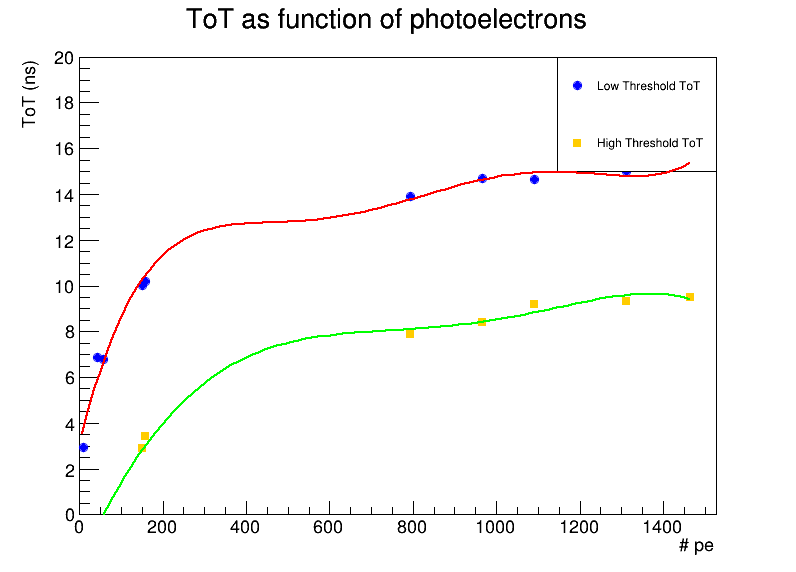 ToT as function of photoelectrons
ToT (ns)
20
18
16
14
12
10
8
6
4
2
0
Low Threshold ToT
High Threshold ToT
0 200 400 600 800 1000 1200 1400
# pe